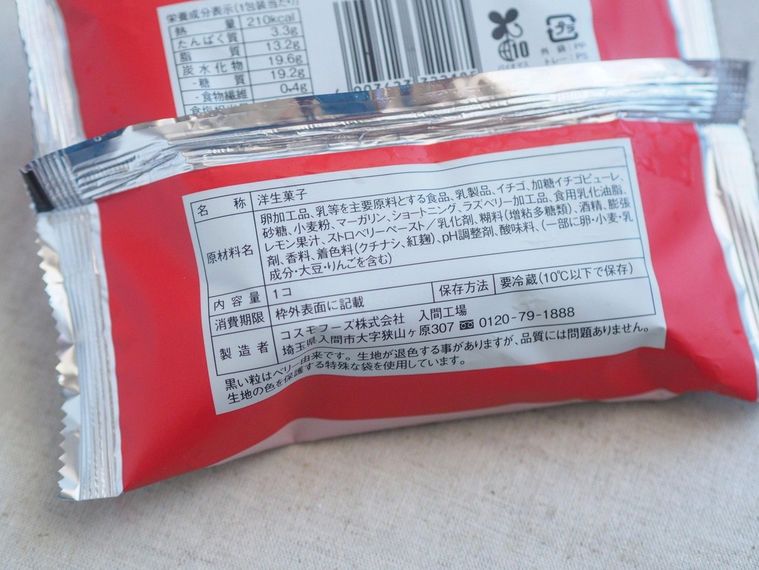 栄養成分表示(1包装当たり)
熱 量 210kcal
たんぱく質 3.3g
脂 質 13.2g
炭水化物 19.6g
-糖 質 19.2g
-食物繊維 0.4g
10
プラ
外 袋:PP
トレー:PS
名 称 洋生菓子
原材料名 卵加工品、乳等を主要原料とする食品、乳製品、イチゴ、加糖イチゴピューレ、
砂糖、小麦粉、マーガリン、ショートニング、ラズベリー加工品、食用乳化油脂、
レモン果汁、ストロベリーペースト/乳化剤、糊料(増粘多糖類)、酒精、膨張
剤、香料、着色料(クチナシ、紅麹)、pH調整剤、酸味料、(一部に卵・小麦・乳
成分・大豆・りんごを含む)
内 容 量 1コ 保存方法 要冷蔵(10℃以下で保存)
消費期限 枠外表面に記載
製 造 者 コスモフーズ株式会社 入間工場
埼玉県入間市大字狭山ヶ原307 0120-79-1888
黒い粒はベリー由来です。生地が退色する事がありますが、品質には問題ありません。
生地の色を保護する特殊な袋を使用しています。